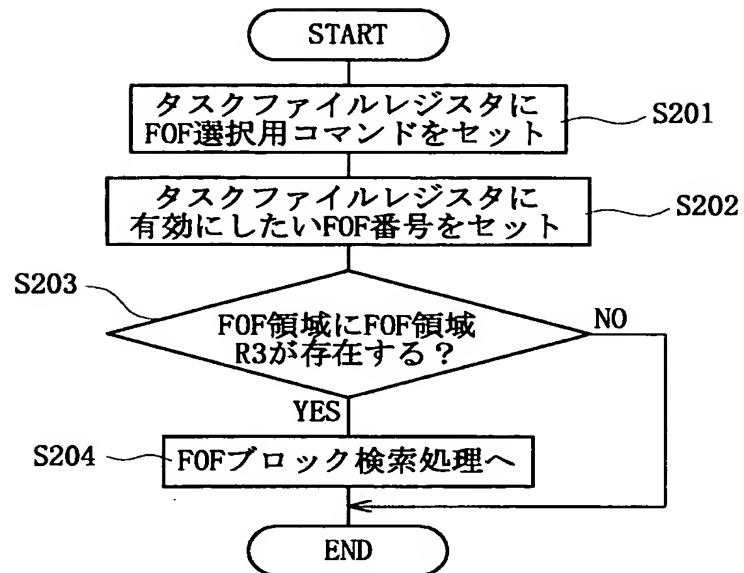 START
タスクファイルレジスタに
FOF選択用コマンドをセット
S201
タスクファイルレジスタに
有効にしたいFOF番号をセット
S202
S203
FOF領域にFOF領域
R3が存在する？
NO
YES
S204
FOFブロック検索処理へ
END